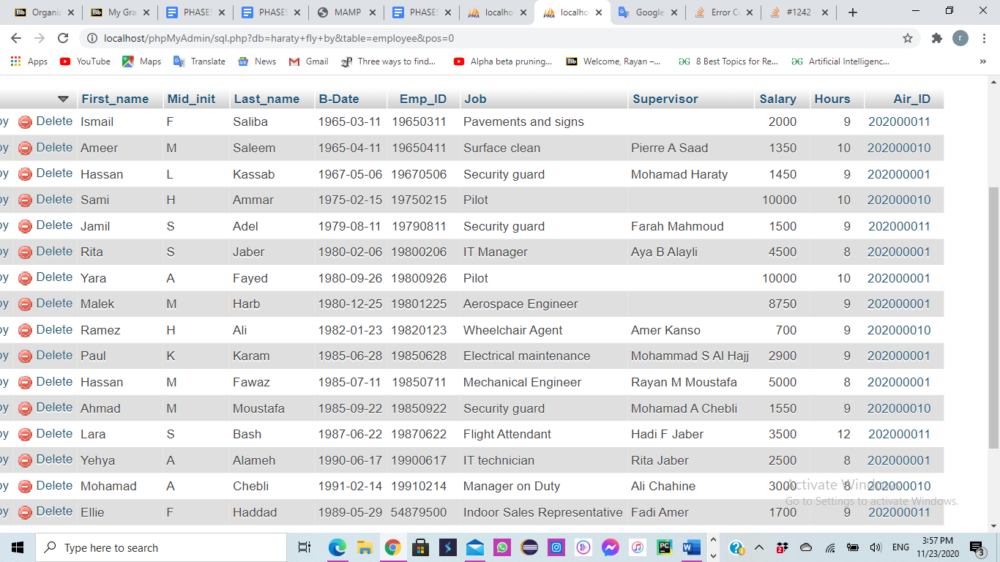 Organiz My Gra PHASES PHASES MAMP PHASES localho localho Google Error C #1242 -
localhost/phpMyAdmin/sql.php?db=haraty+fly+by&table=employee&pos=0 r
Apps YouTube Maps Translate News Gmail Three ways to find... Alpha beta pruning... Welcome, Rayan –... 8 Best Topics for Re... Artificial Intelligenc... »
First_name Mid_init Last_name B-Date Emp_ID Job Supervisor Salary Hours Air_ID
py Delete Ismail F Saliba 1965-03-11 19650311 Pavements and signs 2000 9 202000011
py Delete Ameer M Saleem 1965-04-11 19650411 Surface clean Pierre A Saad 1350 10 202000010
py Delete Hassan L Kassab 1967-05-06 19670506 Security guard Mohamad Haraty 1450 9 202000001
py Delete Sami H Ammar 1975-02-15 19750215 Pilot 10000 10 202000010
py Delete Jamil S Adel 1979-08-11 19790811 Security guard Farah Mahmoud 1500 9 202000011
py Delete Rita S Jaber 1980-02-06 19800206 IT Manager Aya B Alayli 4500 8 202000001
py Delete Yara A Fayed 1980-09-26 19800926 Pilot 10000 10 202000001
py Delete Malek M Harb 1980-12-25 19801225 Aerospace Engineer 8750 9 202000001
py Delete Ramez H Ali 1982-01-23 19820123 Wheelchair Agent Amer Kanso 700 9 202000010
py Delete Paul K Karam 1985-06-28 19850628 Electrical maintenance Mohammad S Al Hajj 2900 9 202000001
py Delete Hassan M Fawaz 1985-07-11 19850711 Mechanical Engineer Rayan M Moustafa 5000 8 202000001
py Delete Ahmad M Moustafa 1985-09-22 19850922 Security guard Mohamad A Chebli 1550 9 202000010
py Delete Lara S Bash 1987-06-22 19870622 Flight Attendant Hadi F Jaber 3500 12 202000011
py Delete Yehya A Alameh 1990-06-17 19900617 IT technician Rita Jaber 2500 8 202000001
py Delete Mohamad A Chebli 1991-02-14 19910214 Manager on Duty Ali Chahine 3000 8 202000010
Activate Windows
Go to Settings to activate Windows.
py Delete Ellie F Haddad 1989-05-29 54879500 Indoor Sales Representative Fadi Amer 1700 9 202000011
Type here to search ENG 3:57 PM
11/23/2020 3